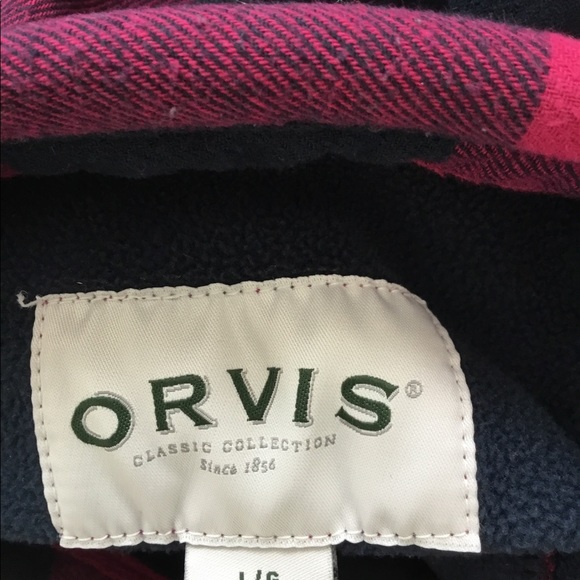 ORVIS®
CLASSIC COLLECTION
Since 1856
L/G